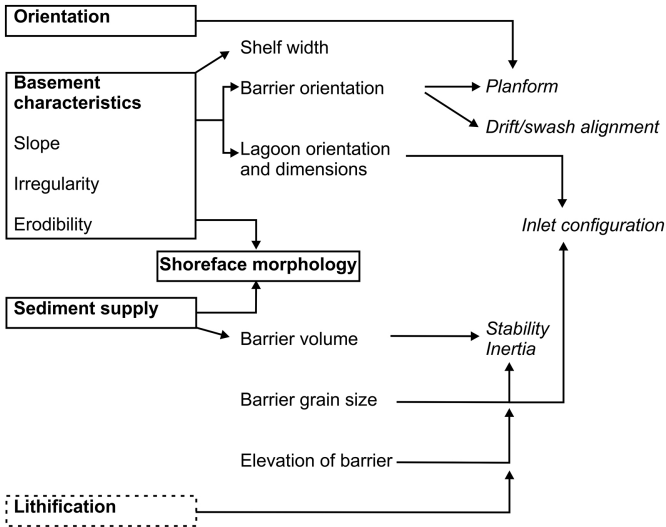 Orientation
Shelf width
Basement
characteristics
Barrier orientation
Planform
Drift/swash alignment
Slope
Lagoon orientation
and dimensions
Irregularity
Erodibility
Inlet configuration
Shoreface morphology
Sediment supply
Barrier volume
Stability
Inertia
Barrier grain size
Elevation of barrier
Lithification